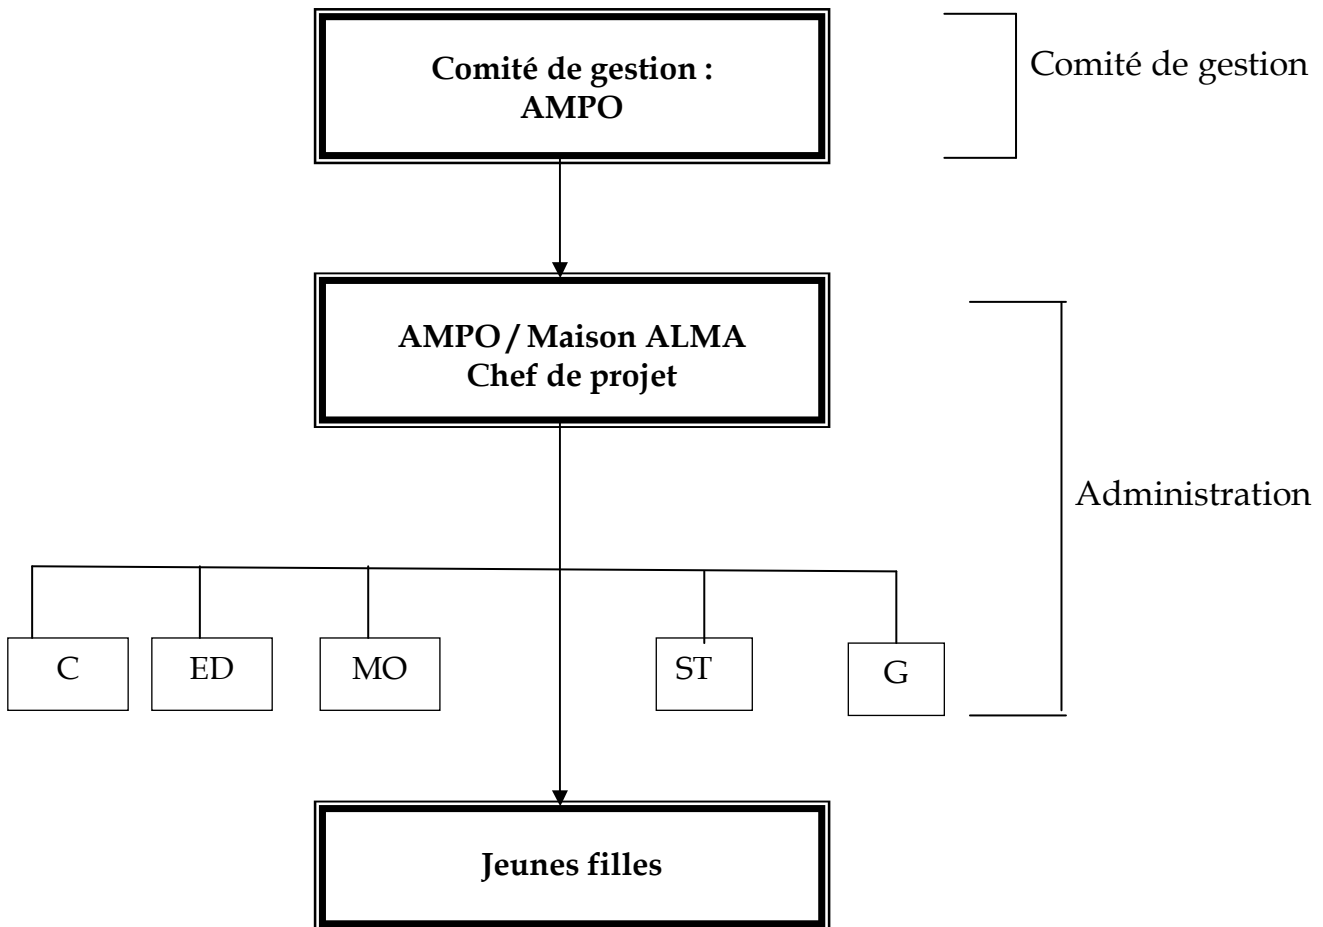 Comité de gestion :
AMPO
Comité de gestion
AMPO / Maison ALMA
Chef de projet
Administration
C
ED
MO
ST
G
Jeunes filles